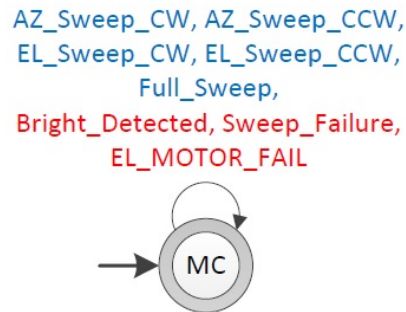 AZ_Sweep_CW, AZ_Sweep_CCW,
EL_Sweep_CW, EL_Sweep_CCW,
Full_Sweep,
Bright_Detected, Sweep_Failure,
EL_MOTOR_FAIL
MC